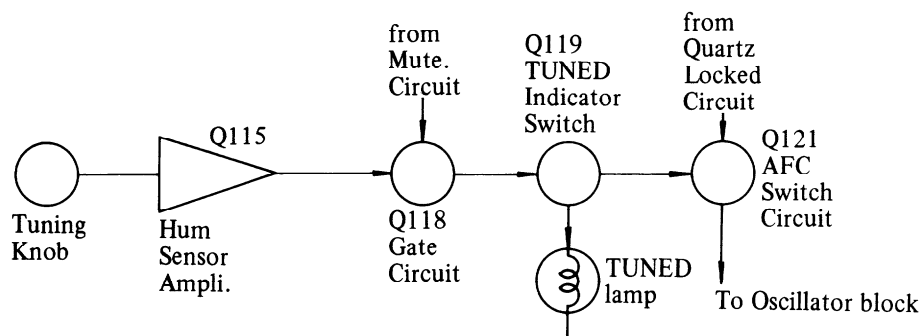 from
Mute.
Circuit
Q119
TUNED
Indicator
Switch
from
Quartz
Locked
Circuit
Q115
Q121
AFC
Switch
Circuit
Tuning
Knob
Hum
Sensor
Ampli.
Q118
Gate
Circuit
TUNED
lamp
To Oscillator block